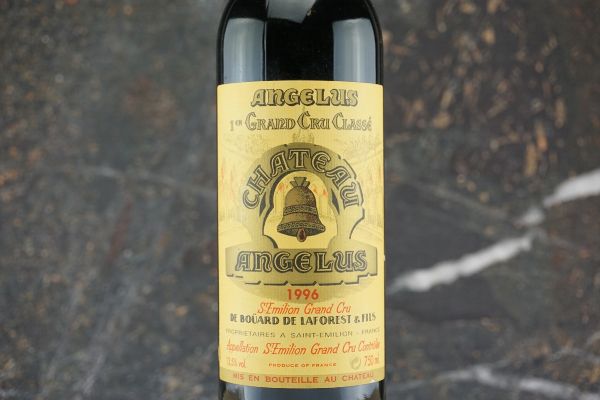 ANGELUS
1ER GRAND CRU CLASSÉ
CHATEAU
ANGELUS
1996
St Emilion Grand Cru
DE BOÜARD DE LAFOREST & FILS
PROPRIÉTAIRES A SAINT-EMILION - FRANCE
Appellation St Emilion Grand Cru Contrôlée
12,5% vol. PRODUCE OF FRANCE 750 ml
MIS EN BOUTEILLE AU CHATEAU